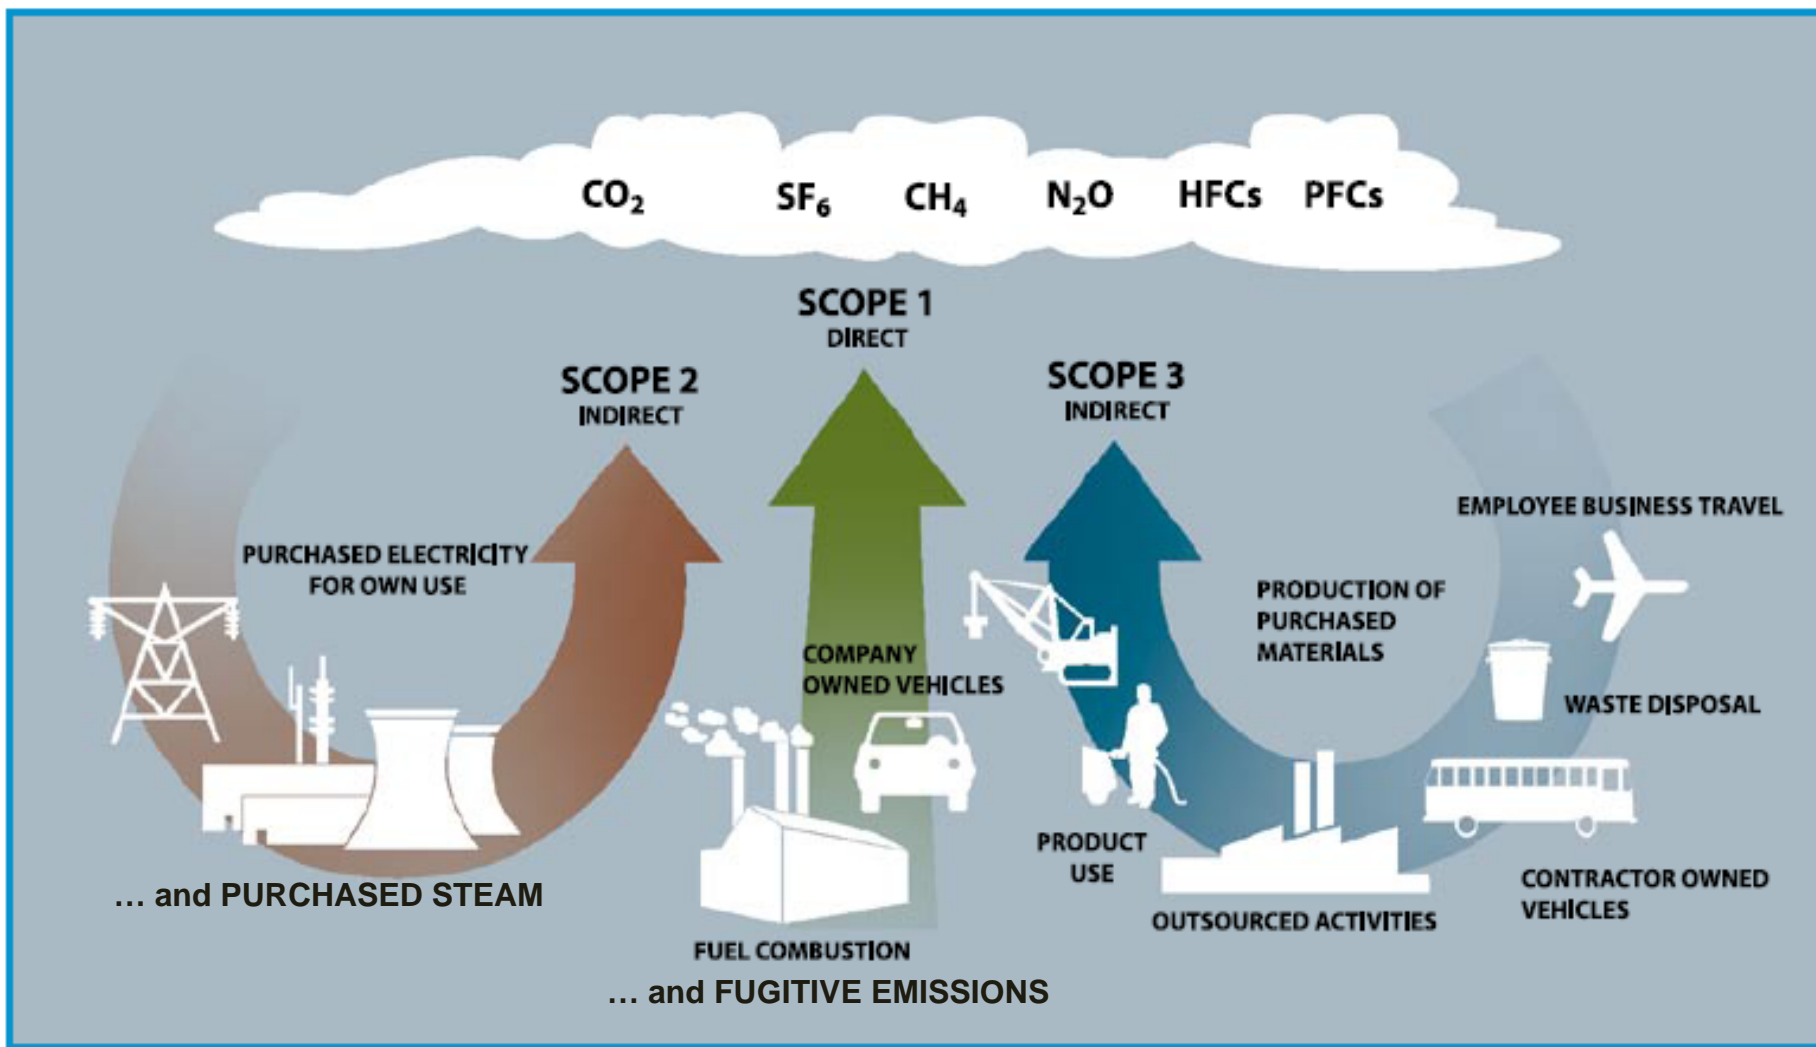 CO₂ SF₆ CH₄ N₂O HFCs PFCs
SCOPE 1
DIRECT
SCOPE 2
INDIRECT
SCOPE 3
INDIRECT
PURCHASED ELECTRICITY
FOR OWN USE
... and PURCHASED STEAM
COMPANY
OWNED VEHICLES
FUEL COMBUSTION
... and FUGITIVE EMISSIONS
EMPLOYEE BUSINESS TRAVEL
PRODUCTION OF
PURCHASED
MATERIALS
WASTE DISPOSAL
PRODUCT
USE
OUTSOURCED ACTIVITIES
CONTRACTOR OWNED
VEHICLES